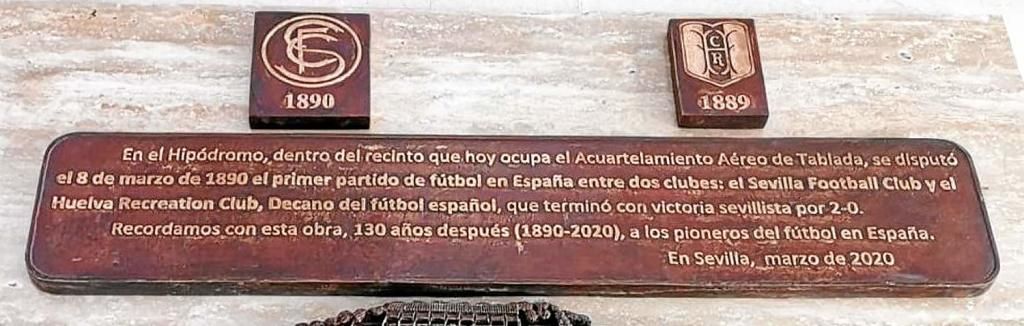 SFC
1890
HRC
1889
En el Hipódromo, dentro del recinto que hoy ocupa el Acuartelamiento Aéreo de Tablada, se disputó
el 8 de marzo de 1890 el primer partido de fútbol en España entre dos clubes: el Sevilla Football Club y el
Huelva Recreation Club, Decano del fútbol español, que terminó con victoria sevillista por 2-0.
Recordamos con esta obra, 130 años después (1890-2020), a los pioneros del fútbol en España.
En Sevilla, marzo de 2020